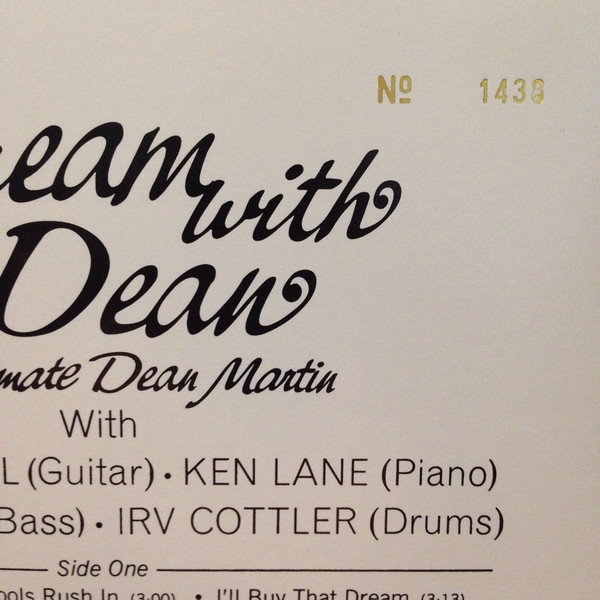 Nº 1438
eam with
Dean
mate Dean Martin
With
L (Guitar) • KEN LANE (Piano)
Bass) • IRV COTTLER (Drums)
Side One
ools Rush In (3:00) • I'll Buy That Dream (3:13)